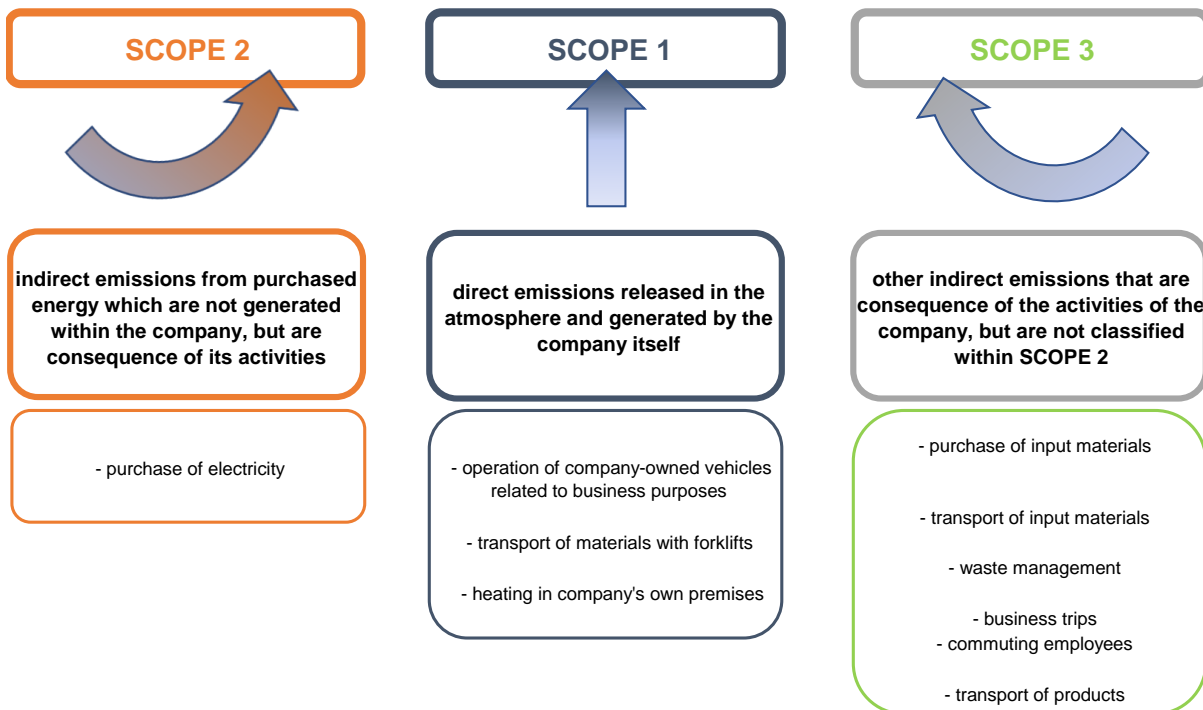 SCOPE 2
SCOPE 1
SCOPE 3
indirect emissions from purchased
energy which are not generated
within the company, but are
consequence of its activities
direct emissions released in the
atmosphere and generated by the
company itself
other indirect emissions that are
consequence of the activities of the
company, but are not classified
within SCOPE 2
- purchase of electricity
- operation of company-owned vehicles
related to business purposes
- transport of materials with forklifts
- heating in company's own premises
- purchase of input materials
- transport of input materials
- waste management
- business trips
- commuting employees
- transport of products